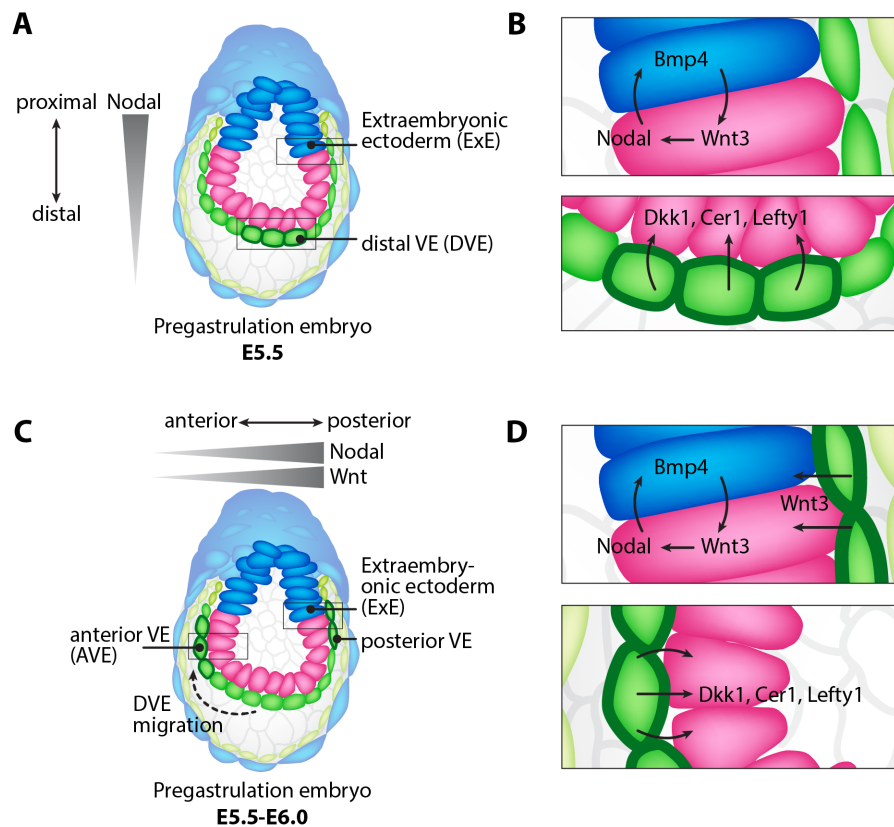 A
proximal Nodal
distal
Extraembryonic
ectoderm (ExE)
distal VE (DVE)
Pregastrulation embryo
E5.5
B
Bmp4
Nodal
Wnt3
Dkk1, Cer1, Lefty1
C
anterior
posterior
Nodal
Wnt
Extraembry-
onic ectoderm
(ExE)
anterior VE
(AVE)
posterior VE
DVE
migration
Pregastrulation embryo
E5.5-E6.0
D
Bmp4
Wnt3
Nodal
Wnt3
Dkk1, Cer1, Lefty1